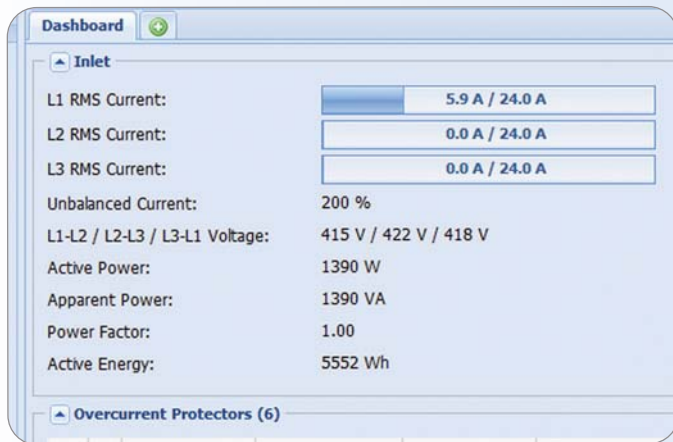 Dashboard
Inlet
L1 RMS Current: 5.9 A / 24.0 A
L2 RMS Current: 0.0 A / 24.0 A
L3 RMS Current: 0.0 A / 24.0 A
Unbalanced Current: 200 %
L1-L2 / L2-L3 / L3-L1 Voltage: 415 V / 422 V / 418 V
Active Power: 1390 W
Apparent Power: 1390 VA
Power Factor: 1.00
Active Energy: 5552 Wh
Overcurrent Protectors (6)